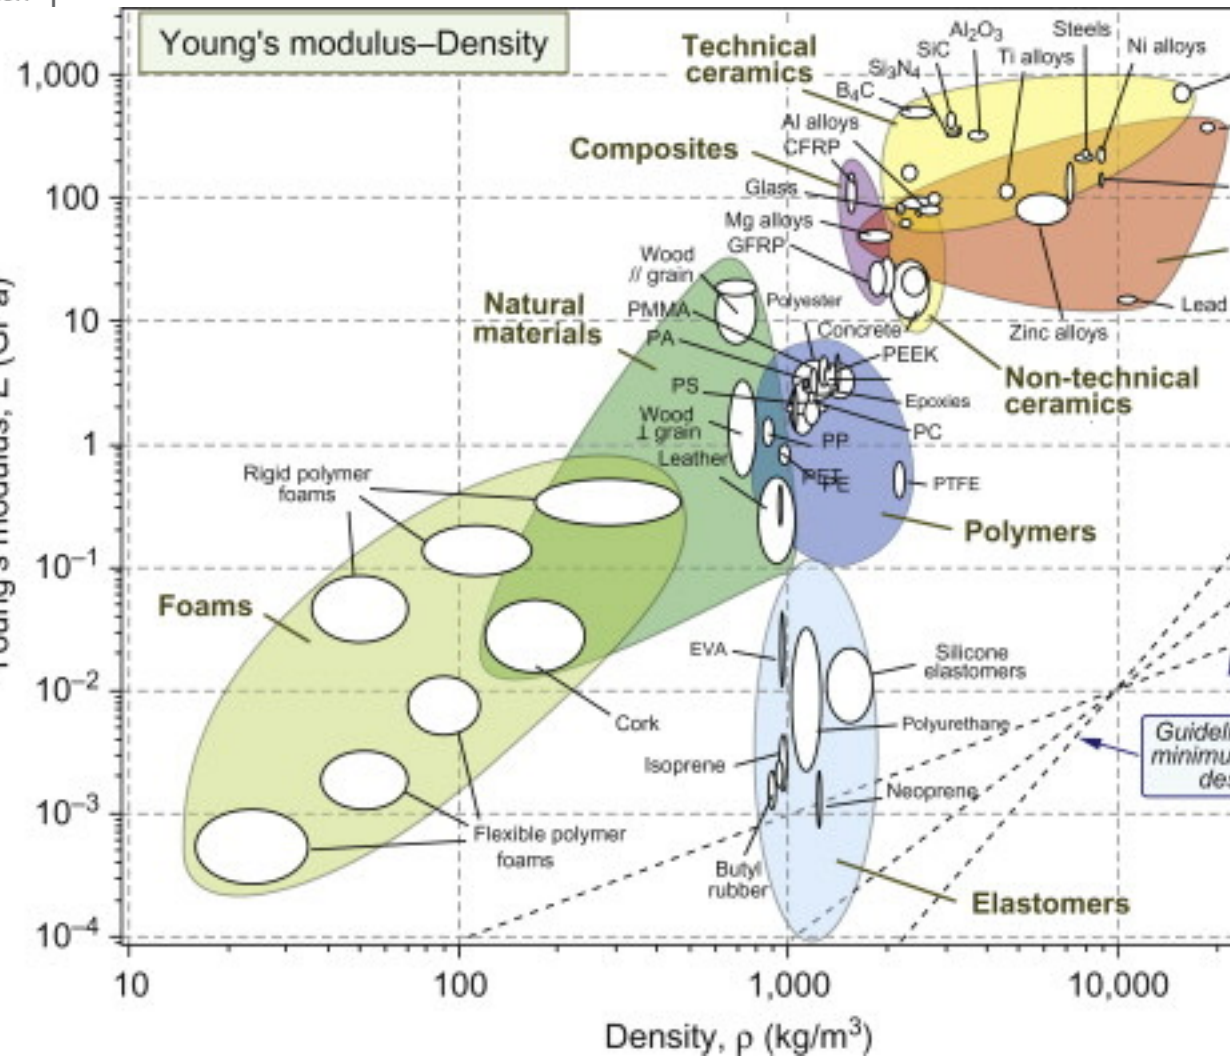 Young's modulus–Density
Technical
ceramics
Al₂O₃
Steels
SiC
Ti alloys
Ni alloys
Si₃N₄
B₄C
1,000
Al alloys
Composites
CFRP
Glass
100
Mg alloys
GFRP
Wood
// grain
Natural
materials
PMMA
Polyester
Lead
10
PA
Concrete
Zinc alloys
PEEK
Non-technical
ceramics
PS
Epoxies
Wood
⊥ grain
PC
1
PP
Leather
Rigid polymer
foams
PET
PE
PTFE
Polymers
10⁻¹
Foams
EVA
Silicone
elastomers
10⁻²
Cork
Polyurethane
Isoprene
Neoprene
10⁻³
Flexible polymer
foams
Butyl
rubber
Elastomers
10⁻⁴
10
100
1,000
10,000
Density, ρ (kg/m³)